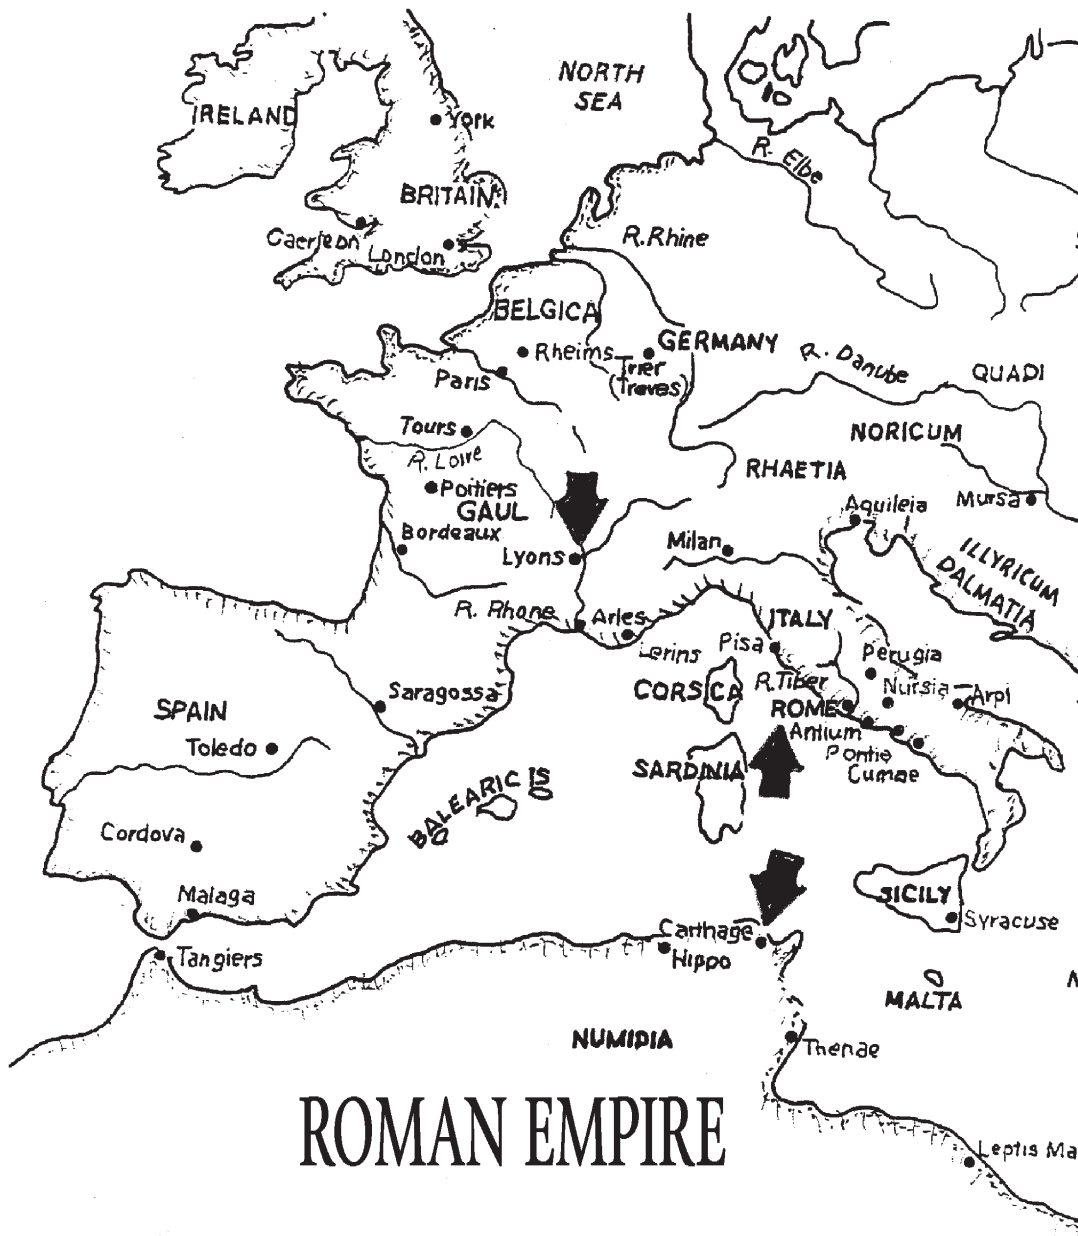 NORTH
SEA
IRELAND
York
R. Elbe
BRITAIN.
Caerleon
London
R. Rhine
BELGICA
GERMANY
Rheims
Trier
(Treves)
Paris
R. Danube
QUADI
Tours
R. Loire
NORICUM
RHAETIA
Poitiers
GAUL
Bordeaux
Lyons
Aquileia
Mursa
Milan
ILLYRICUM
DALMATIA
R. Rhone
Arles
Lerins
ITALY
Pisa
Perugia
CORSICA
R. Tiber
Nursia
Arpi
Saragossa
ROME
SPAIN
Toledo
Antium
Pontie
Cumae
SARDINIA
BALEARIC IS
Cordova
Malaga
SICILY
Syracuse
Carthage
Hippo
Tangiers
MALTA
NUMIDIA
Thenae
ROMAN EMPIRE
Leptis Ma